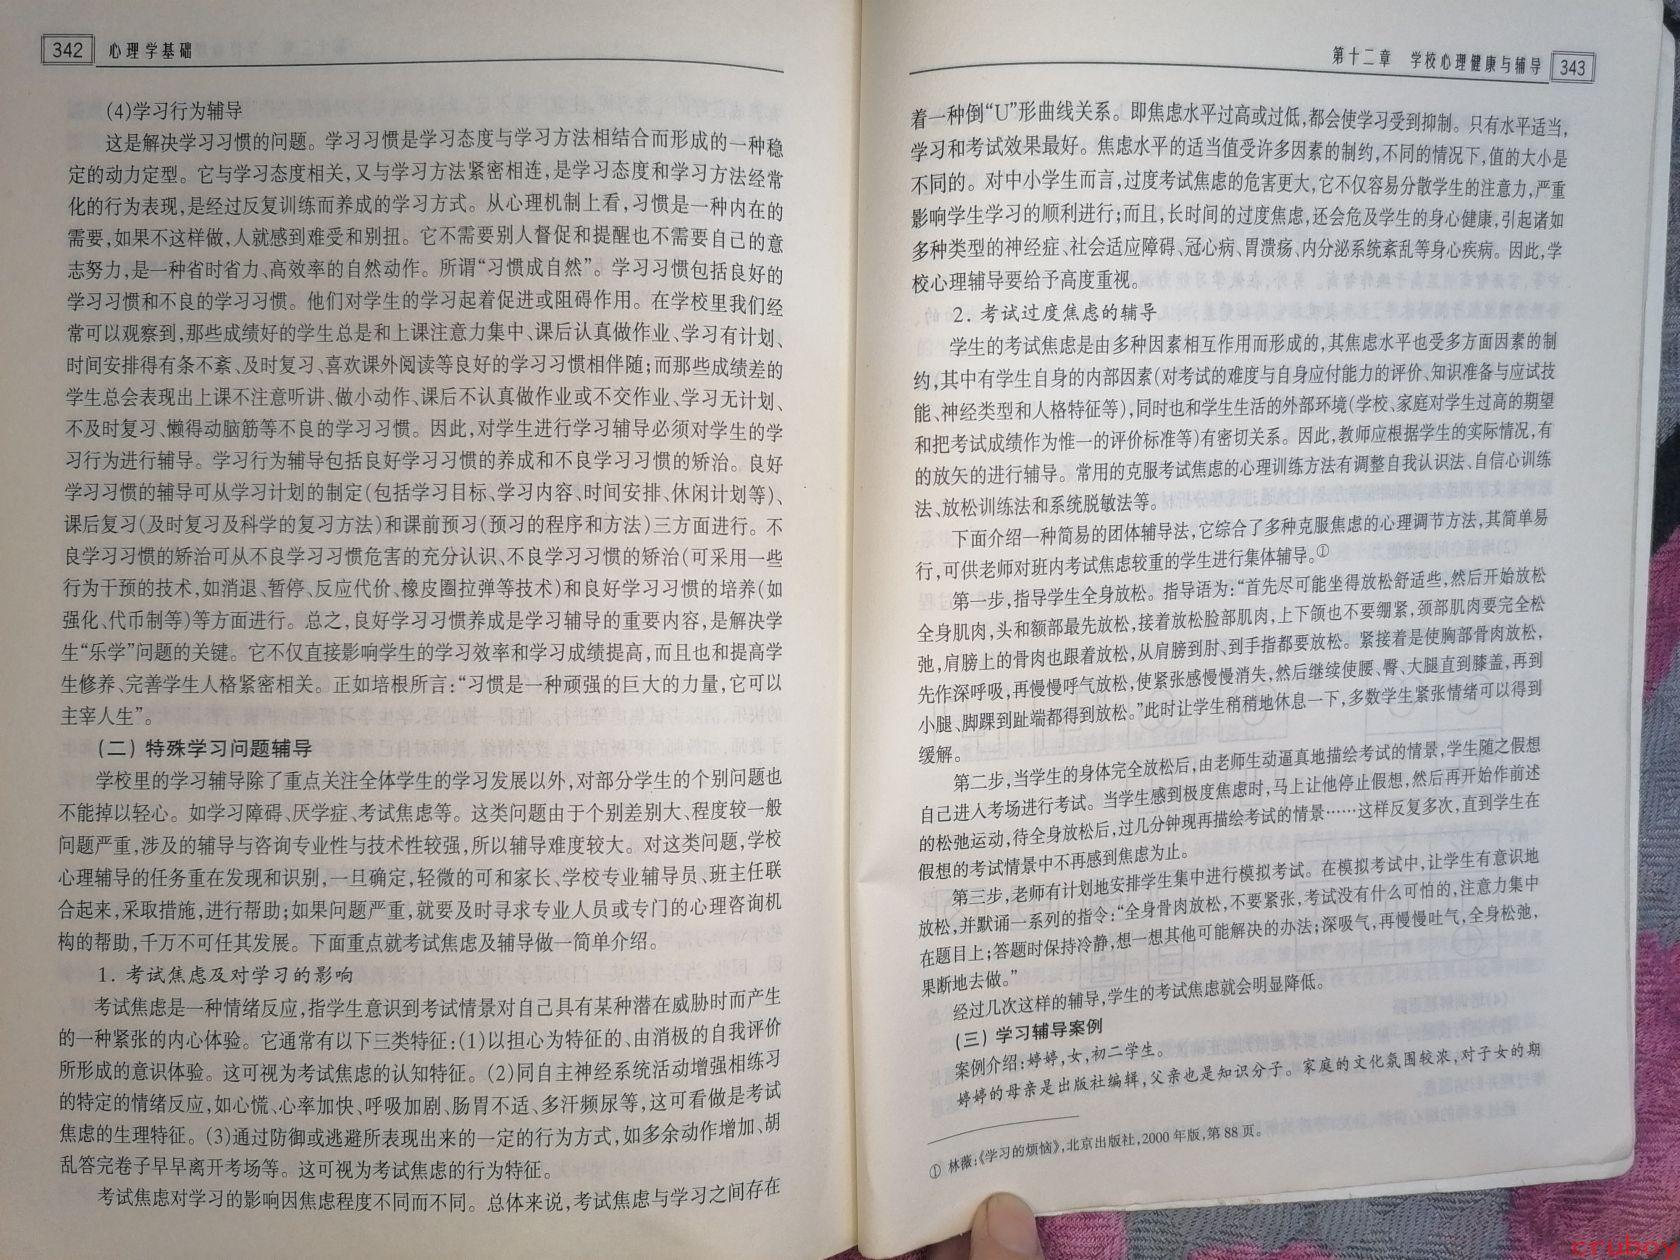 342 心理学基础
(4)学习行为辅导
这是解决学习习惯的问题。学习习惯是学习态度与学习方法相结合而形成的一种稳
定的动力定型。它与学习态度相关,又与学习方法紧密相连,是学习态度和学习方法经常
化的行为表现,是经过反复训练而养成的学习方式。从心理机制上看,习惯是一种内在的
需要,如果不这样做,人就感到难受和别扭。它不需要别人督促和提醒也不需要自己的意
志努力,是一种省时省力、高效率的自然动作。所谓“习惯成自然”。学习习惯包括良好的
学习习惯和不良的学习习惯。他们对学生的学习起着促进或阻碍作用。在学校里我们经
常可以观察到,那些成绩好的学生总是和上课注意力集中、课后认真做作业、学习有计划、
时间安排得有条不紊、及时复习、喜欢课外阅读等良好的学习习惯相伴随;而那些成绩差的
学生总会表现出上课不注意听讲、做小动作、课后不认真做作业或不交作业、学习无计划、
不及时复习、懒得动脑筋等不良的学习习惯。因此,对学生进行学习辅导必须对学生的学
习行为进行辅导。学习行为辅导包括良好学习习惯的养成和不良学习习惯的矫治。良好
学习习惯的辅导可从学习计划的制定(包括学习目标、学习内容、时间安排、休闲计划等)、
课后复习(及时复习及科学的复习方法)和课前预习(预习的程序和方法)三方面进行。不
良学习习惯的矫治可从不良学习习惯危害的充分认识、不良学习习惯的矫治(可采用一些
行为干预的技术,如消退、暂停、反应代价、橡皮圈拉弹等技术)和良好学习习惯的培养(如
强化、代币制等)等方面进行。总之,良好学习习惯养成是学习辅导的重要内容,是解决学
生“乐学”问题的关键。它不仅直接影响学生的学习效率和学习成绩提高,而且也和提高学
生修养、完善学生人格紧密相关。正如培根所言:“习惯是一种顽强的巨大的力量,它可以
主宰人生”。
(二) 特殊学习问题辅导
学校里的学习辅导除了重点关注全体学生的学习发展以外,对部分学生的个别问题也
不能掉以轻心。如学习障碍、厌学症、考试焦虑等。这类问题由于个别差别大、程度较一般
问题严重,涉及的辅导与咨询专业性与技术性较强,所以辅导难度较大。对这类问题,学校
心理辅导的任务重在发现和识别,一旦确定,轻微的可和家长、学校专业辅导员、班主任联
合起来,采取措施,进行帮助;如果问题严重,就要及时寻求专业人员或专门的心理咨询机
构的帮助,千万不可任其发展。下面重点就考试焦虑及辅导做一简单介绍。
1. 考试焦虑及对学习的影响
考试焦虑是一种情绪反应,指学生意识到考试情景对自己具有某种潜在威胁时而产生
的一种紧张的内心体验。它通常有以下三类特征:(1)以担心为特征的、由消极的自我评价
所形成的意识体验。这可视为考试焦虑的认知特征。(2)同自主神经系统活动增强相练习
的特定的情绪反应,如心慌、心率加快、呼吸加剧、肠胃不适、多汗频尿等,这可看做是考试
焦虑的生理特征。(3)通过防御或逃避所表现出来的一定的行为方式,如多余动作增加、胡
乱答完卷子早早离开考场等。这可视为考试焦虑的行为特征。
考试焦虑对学习的影响因焦虑程度不同而不同。总体来说,考试焦虑与学习之间存在
第十二章 学校心理健康与辅导 343
着一种倒“U”形曲线关系。即焦虑水平过高或过低,都会使学习受到抑制。只有水平适当,
学习和考试效果最好。焦虑水平的适当值受许多因素的制约,不同的情况下,值的大小是
不同的。对中小学生而言,过度考试焦虑的危害更大,它不仅容易分散学生的注意力,严重
影响学生学习的顺利进行;而且,长时间的过度焦虑,还会危及学生的身心健康,引起诸如
多种类型的神经症、社会适应障碍、冠心病、胃溃疡、内分泌系统紊乱等身心疾病。因此,学
校心理辅导要给予高度重视。
2. 考试过度焦虑的辅导
学生的考试焦虑是由多种因素相互作用而形成的,其焦虑水平也受多方面因素的制
约,其中有学生自身的内部因素(对考试的难度与自身应付能力的评价、知识准备与应试技
能、神经类型和人格特征等),同时也和学生生活的外部环境(学校、家庭对学生过高的期望
和把考试成绩作为惟一的评价标准等)有密切关系。因此,教师应根据学生的实际情况,有
的放矢的进行辅导。常用的克服考试焦虑的心理训练方法有调整自我认识法、自信心训练
法、放松训练法和系统脱敏法等。
下面介绍一种简易的团体辅导法,它综合了多种克服焦虑的心理调节方法,其简单易
行,可供老师对班内考试焦虑较重的学生进行集体辅导。①
第一步,指导学生全身放松。指导语为:“首先尽可能坐得放松舒适些,然后开始放松
全身肌肉,头和额部最先放松,接着放松脸部肌肉,上下颌也不要绷紧,颈部肌肉要完全松
弛,肩膀上的骨肉也跟着放松,从肩膀到肘、到手指都要放松。紧接着是使胸部骨肉放松,
先作深呼吸,再慢慢呼气放松,使紧张感慢慢消失,然后继续使腰、臀、大腿直到膝盖,再到
小腿、脚踝到趾端都得到放松。”此时让学生稍稍地休息一下,多数学生紧张情绪可以得到
缓解。
第二步,当学生的身体完全放松后,由老师生动逼真地描绘考试的情景,学生随之假想
自己进入考场进行考试。当学生感到极度焦虑时,马上让他停止假想,然后再开始作前述
的松弛运动,待全身放松后,过几分钟现再描绘考试的情景……这样反复多次,直到学生在
假想的考试情景中不再感到焦虑为止。
第三步,老师有计划地安排学生集中进行模拟考试。在模拟考试中,让学生有意识地
放松,并默诵一系列的指令:“全身骨肉放松,不要紧张,考试没有什么可怕的,注意力集中
在题目上;答题时保持冷静,想一想其他可能解决的办法;深吸气,再慢慢吐气,全身松弛,
果断地去做。”
经过几次这样的辅导,学生的考试焦虑就会明显降低。
(三) 学习辅导案例
案例介绍:婷婷,女,初二学生。
婷婷的母亲是出版社编辑,父亲也是知识分子。家庭的文化氛围较浓,对子女的期
① 林薇:《学习的烦恼》,北京出版社,2000年版,第88页。